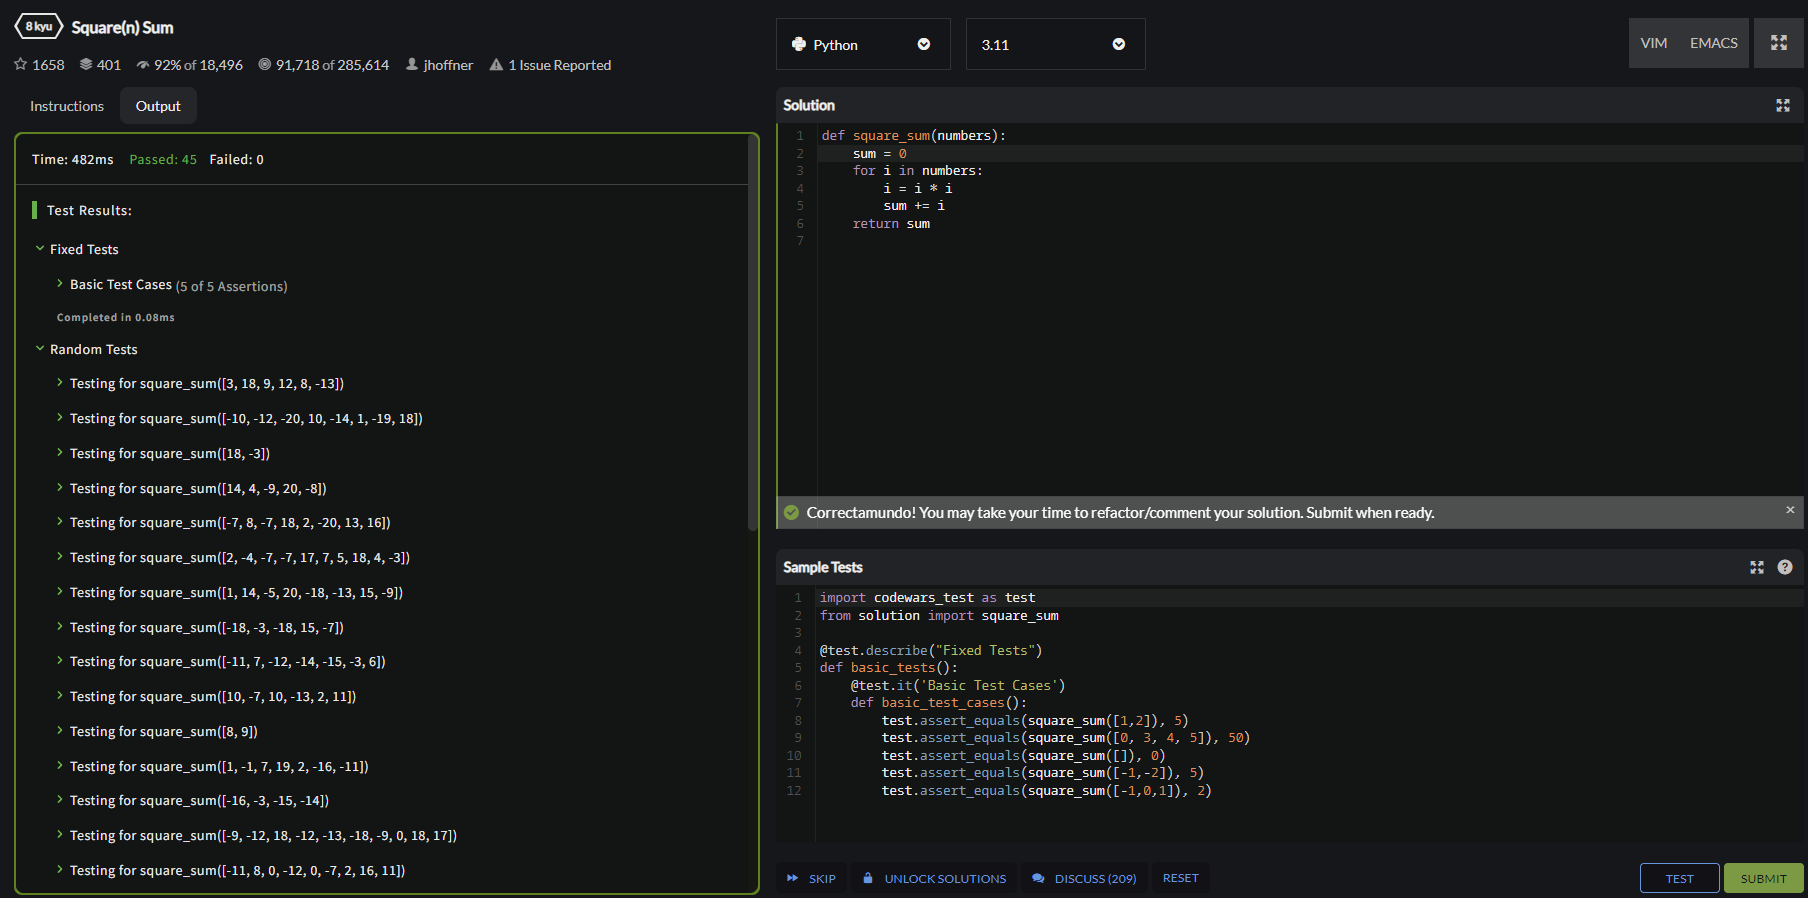 8 kyu Square(n) Sum
1658 401 92% of 18,496 91,718 of 285,614 jhoffner 1 Issue Reported
Instructions Output
Time: 482ms Passed: 45 Failed: 0
Test Results:
Fixed Tests
Basic Test Cases (5 of 5 Assertions)
Completed in 0.08ms
Random Tests
Testing for square_sum([3, 18, 9, 12, 8, -13])
Testing for square_sum([-10, -12, -20, 10, -14, 1, -19, 18])
Testing for square_sum([18, -3])
Testing for square_sum([14, 4, -9, 20, -8])
Testing for square_sum([-7, 8, -7, 18, 2, -20, 13, 16])
Testing for square_sum([2, -4, -7, -7, 17, 7, 5, 18, 4, -3])
Testing for square_sum([1, 14, -5, 20, -18, -13, 15, -9])
Testing for square_sum([-18, -3, -18, 15, -7])
Testing for square_sum([-11, 7, -12, -14, -15, -3, 6])
Testing for square_sum([10, -7, 10, -13, 2, 11])
Testing for square_sum([8, 9])
Testing for square_sum([1, -1, 7, 19, 2, -16, -11])
Testing for square_sum([-16, -3, -15, -14])
Testing for square_sum([-9, -12, 18, -12, -13, -18, -9, 0, 18, 17])
Testing for square_sum([-11, 8, 0, -12, 0, -7, 2, 16, 11])
Python 3.11 VIM EMACS
Solution
1 def square_sum(numbers):
2     sum = 0
3     for i in numbers:
4         i = i * i
5         sum += i
6     return sum
7
Correctamundo! You may take your time to refactor/comment your solution. Submit when ready. ×
Sample Tests ?
1 import codewars_test as test
2 from solution import square_sum
3
4 @test.describe("Fixed Tests")
5 def basic_tests():
6     @test.it('Basic Test Cases')
7     def basic_test_cases():
8         test.assert_equals(square_sum([1,2]), 5)
9         test.assert_equals(square_sum([0, 3, 4, 5]), 50)
10         test.assert_equals(square_sum([]), 0)
11         test.assert_equals(square_sum([-1,-2]), 5)
12         test.assert_equals(square_sum([-1,0,1]), 2)
SKIP UNLOCK SOLUTIONS DISCUSS (209) RESET TEST SUBMIT